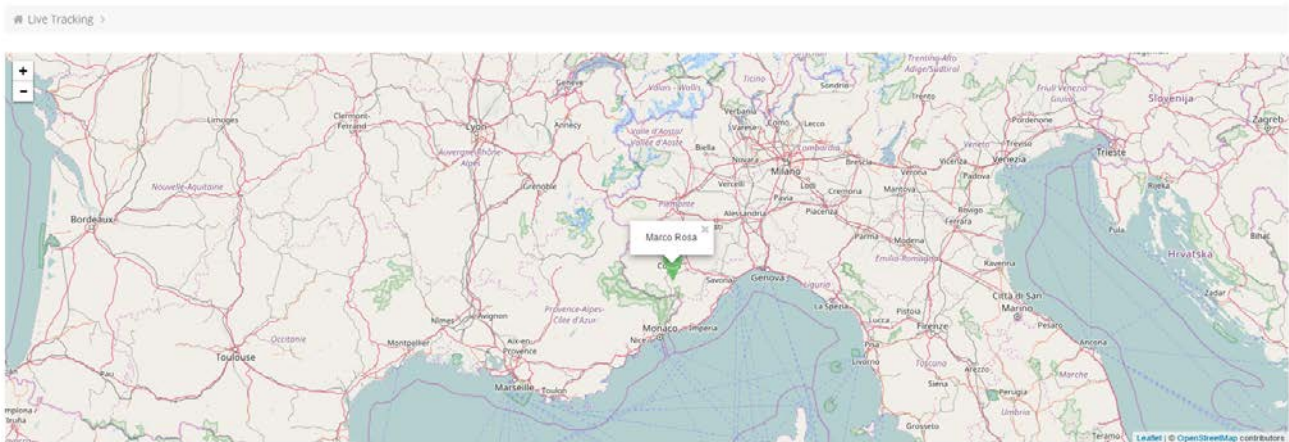 Live Tracking >
+
-
Geneve
Valais - Wallis
Ticino
Sondrio
Trentino-Alto
Adige/Südtirol
Friuli Venezia
Giulia
Slovenija
Zagreb
Limoges
Clermont-
Ferrand
Lyon
Annecy
Auvergne-Rhône-
Alpes
Valle d'Aosta/
Vallée d'Aoste
Verbania
Varese
Como
Lecco
Lombardia
Trento
Pordenone
Treviso
Veneto
Vicenza
Venezia
Trieste
Biella
Novara
Milano
Brescia
Verona
Padova
Rijeka
Nouvelle-Aquitaine
Grenoble
Vercelli
Pavia
Lodi
Cremona
Mantova
Rovigo
Piemonte
Alessandria
Piacenza
Ferrara
Pula
Bordeaux
Marco Rosa
×
Parma
Modena
Emilia-Romagna
Ravenna
Bihać
Hrvatska
Savona
Genova
Liguria
La Spezia
Città di San
Marino
Zadar
Provence-Alpes-
Côte d'Azur
Nîmes
Avignon
Monaco
Imperia
Nice
Lucca
Pistoia
Firenze
Pesaro
Occitanie
Montpellier
Aix-en-
Provence
Pisa
Livorno
Ancona
Toulouse
Pau
Marseille
Toulon
Toscana
Arezzo
Siena
Marche
Perugia
Umbria
Grosseto
Teramo
Leaflet | © OpenStreetMap contributors